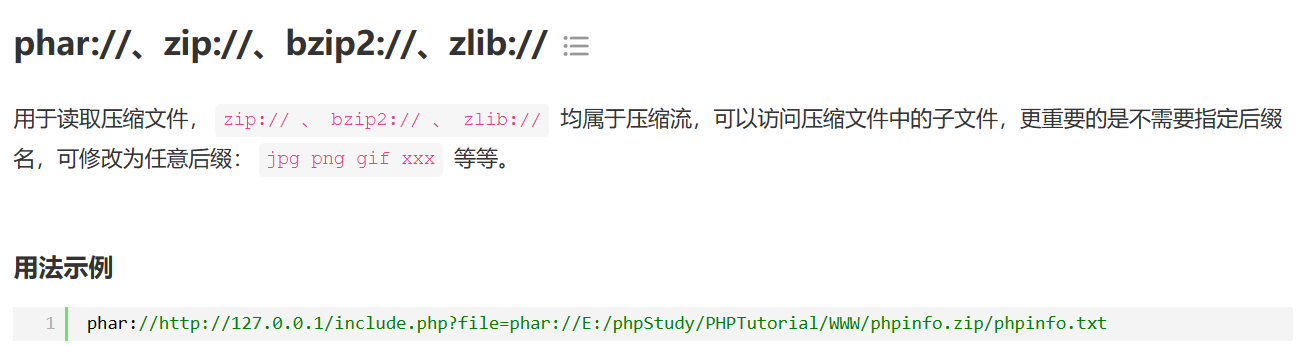 phar://、zip://、bzip2://、zlib://
用于读取压缩文件， zip:// 、 bzip2:// 、 zlib:// 均属于压缩流，可以访问压缩文件中的子文件，更重要的是不需要指定后缀
名，可修改为任意后缀： jpg png gif xxx 等等。
用法示例
1 phar://http://127.0.0.1/include.php?file=phar://E:/phpStudy/PHPTutorial/WWW/phpinfo.zip/phpinfo.txt